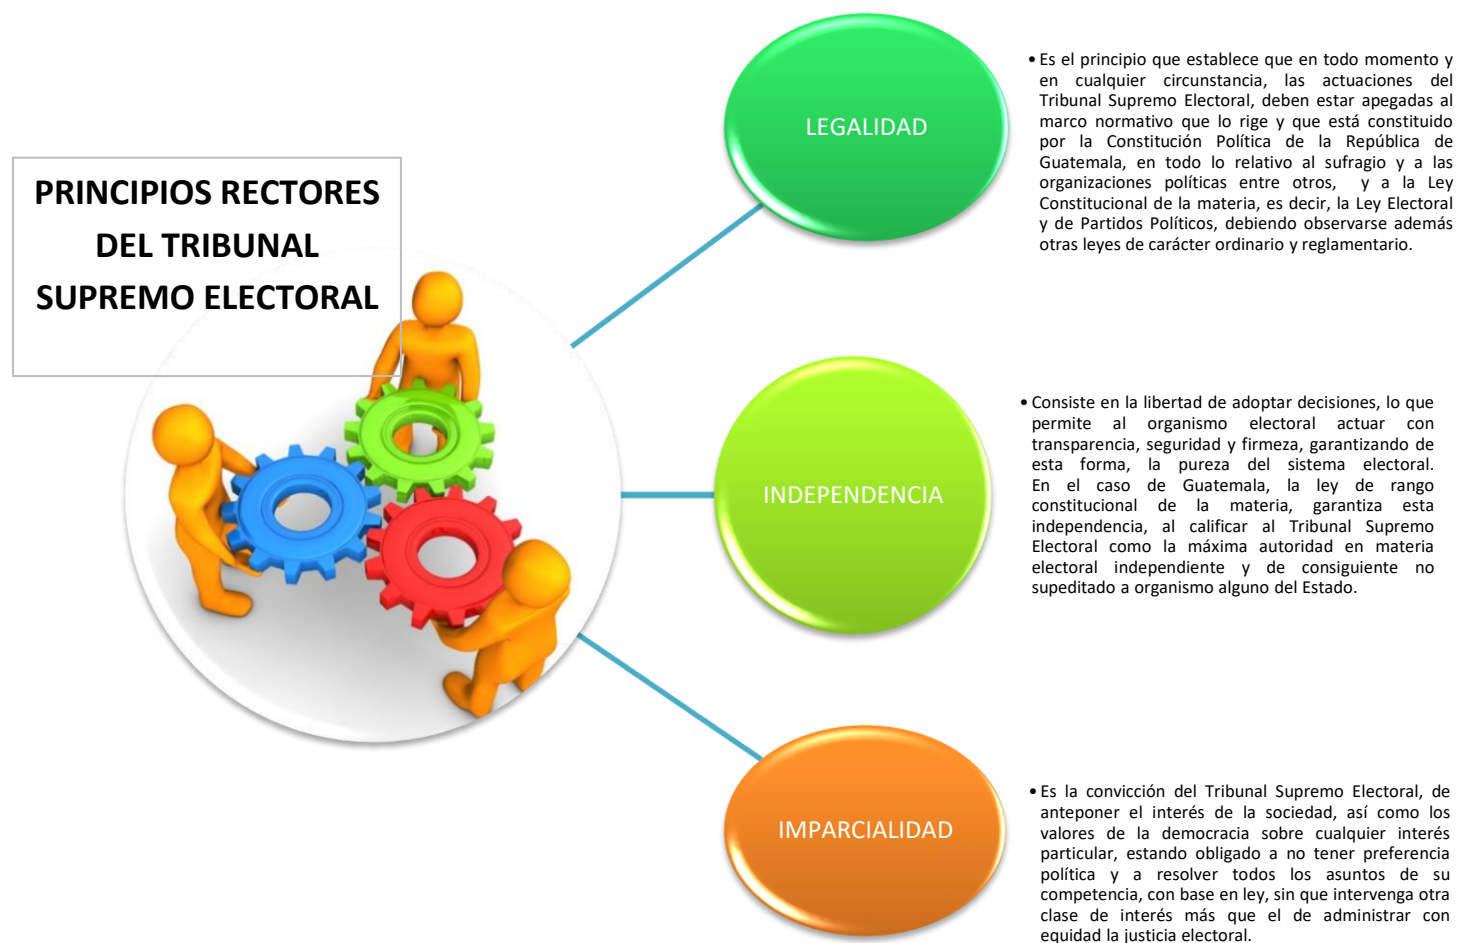 PRINCIPIOS RECTORES
DEL TRIBUNAL
SUPREMO ELECTORAL
LEGALIDAD
• Es el principio que establece que en todo momento y
en cualquier circunstancia, las actuaciones del
Tribunal Supremo Electoral, deben estar apegadas al
marco normativo que lo rige y que está constituido
por la Constitución Política de la República de
Guatemala, en todo lo relativo al sufragio y a las
organizaciones políticas entre otros, y a la Ley
Constitucional de la materia, es decir, la Ley Electoral
y de Partidos Políticos, debiendo observarse además
otras leyes de carácter ordinario y reglamentario.
INDEPENDENCIA
• Consiste en la libertad de adoptar decisiones, lo que
permite al organismo electoral actuar con
transparencia, seguridad y firmeza, garantizando de
esta forma, la pureza del sistema electoral.
En el caso de Guatemala, la ley de rango
constitucional de la materia, garantiza esta
independencia, al calificar al Tribunal Supremo
Electoral como la máxima autoridad en materia
electoral independiente y de consiguiente no
supeditado a organismo alguno del Estado.
IMPARCIALIDAD
• Es la convicción del Tribunal Supremo Electoral, de
anteponer el interés de la sociedad, así como los
valores de la democracia sobre cualquier interés
particular, estando obligado a no tener preferencia
política y a resolver todos los asuntos de su
competencia, con base en ley, sin que intervenga otra
clase de interés más que el de administrar con
equidad la justicia electoral.